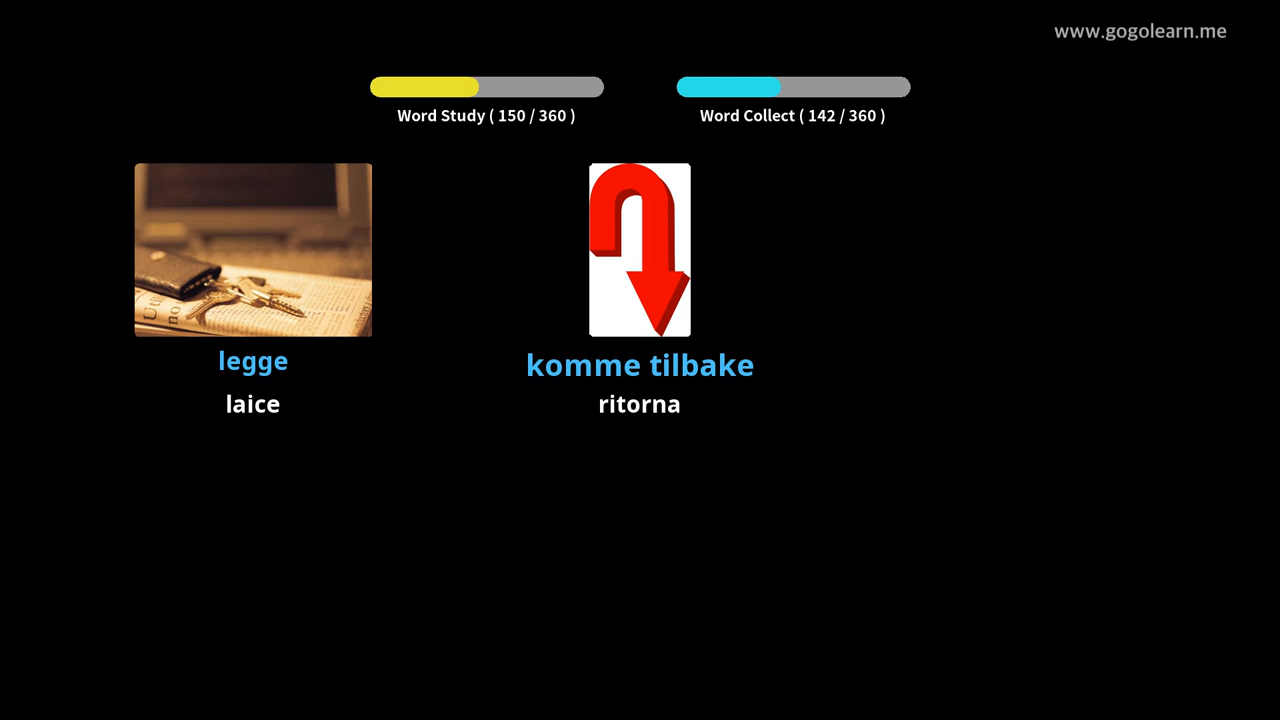 www.gogolearn.me
Word Study ( 150 / 360 )
Word Collect ( 142 / 360 )
legge
komme tilbake
laice
ritorna